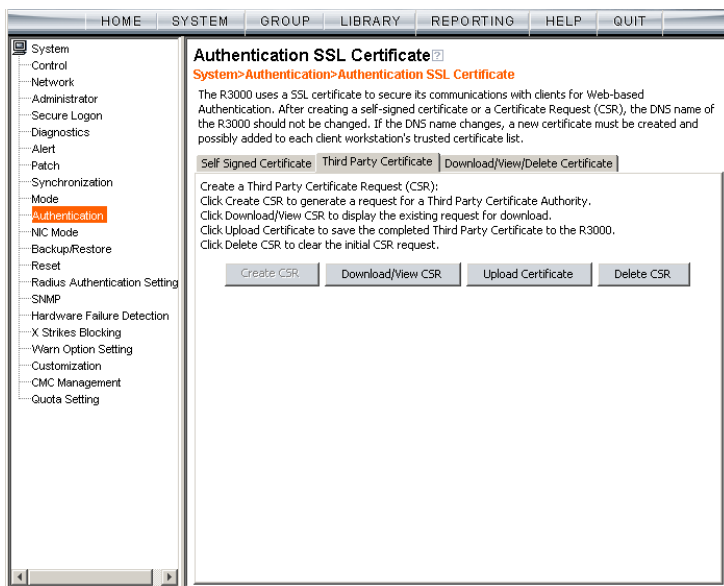 HOME SYSTEM GROUP LIBRARY REPORTING HELP QUIT
System
Control
Network
Administrator
Secure Logon
Diagnostics
Alert
Patch
Synchronization
Mode
Authentication
NIC Mode
Backup/Restore
Reset
Radius Authentication Setting
SNMP
Hardware Failure Detection
X Strikes Blocking
Warn Option Setting
Customization
CMC Management
Quota Setting
Authentication SSL Certificate ?
System>Authentication>Authentication SSL Certificate
The R3000 uses a SSL certificate to secure its communications with clients for Web-based
Authentication. After creating a self-signed certificate or a Certificate Request (CSR), the DNS name of
the R3000 should not be changed. If the DNS name changes, a new certificate must be created and
possibly added to each client workstation's trusted certificate list.
Self Signed Certificate Third Party Certificate Download/View/Delete Certificate
Create a Third Party Certificate Request (CSR):
Click Create CSR to generate a request for a Third Party Certificate Authority.
Click Download/View CSR to display the existing request for download.
Click Upload Certificate to save the completed Third Party Certificate to the R3000.
Click Delete CSR to clear the initial CSR request.
Create CSR Download/View CSR Upload Certificate Delete CSR